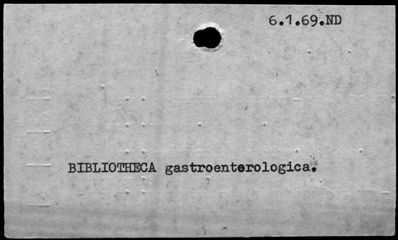 6.1.69.ND
BIBLIOTHECA gastroenterologica.